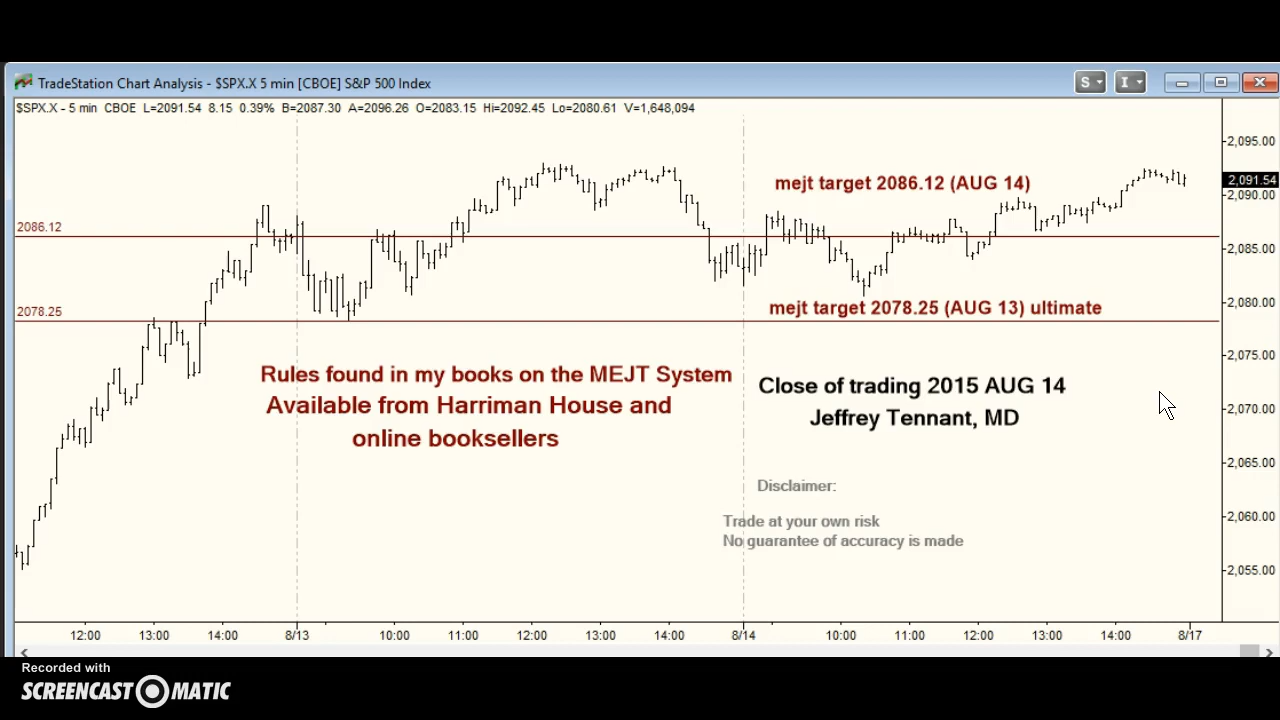 TradeStation Chart Analysis - $SPX.X 5 min [CBOE] S&P 500 Index
S I
$SPX.X - 5 min CBOE L=2091.54 8.15 0.39% B=2087.30 A=2096.26 O=2083.15 Hi=2092.45 Lo=2080.61 V=1,648,094
2,095.00
mejt target 2086.12 (AUG 14)
2,091.54
2,090.00
2086.12
2,085.00
2,080.00
mejt target 2078.25 (AUG 13) ultimate
2078.25
2,075.00
Rules found in my books on the MEJT System
Available from Harriman House and
online booksellers
Close of trading 2015 AUG 14
Jeffrey Tennant, MD
2,070.00
2,065.00
Disclaimer:
Trade at your own risk
No guarantee of accuracy is made
2,060.00
2,055.00
12:00 13:00 14:00 8/13 10:00 11:00 12:00 13:00 14:00 8/14 10:00 11:00 12:00 13:00 14:00 8/17
Recorded with
SCREENCAST MATIC